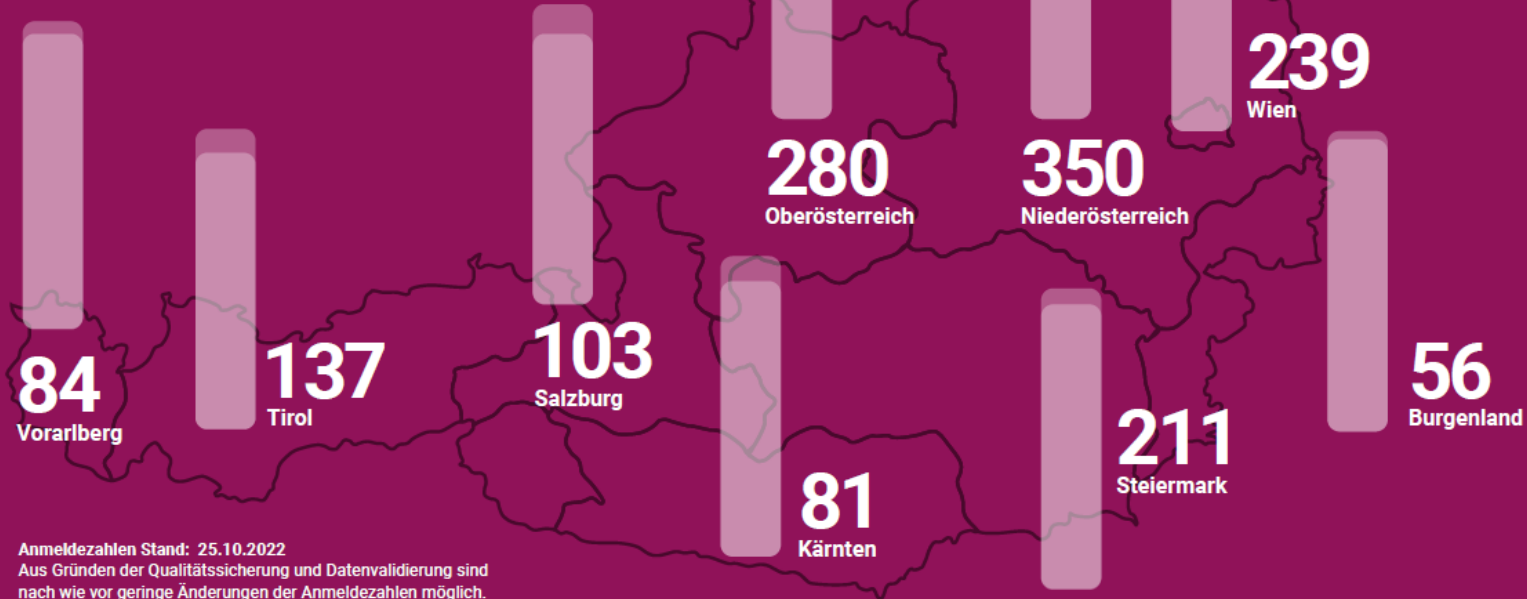 239
Wien
280
Oberösterreich
350
Niederösterreich
84
Vorarlberg
137
Tirol
103
Salzburg
56
Burgenland
211
Steiermark
81
Kärnten
Anmeldezahlen Stand: 25.10.2022
Aus Gründen der Qualitätssicherung und Datenvalidierung sind
nach wie vor geringe Änderungen der Anmeldezahlen möglich.